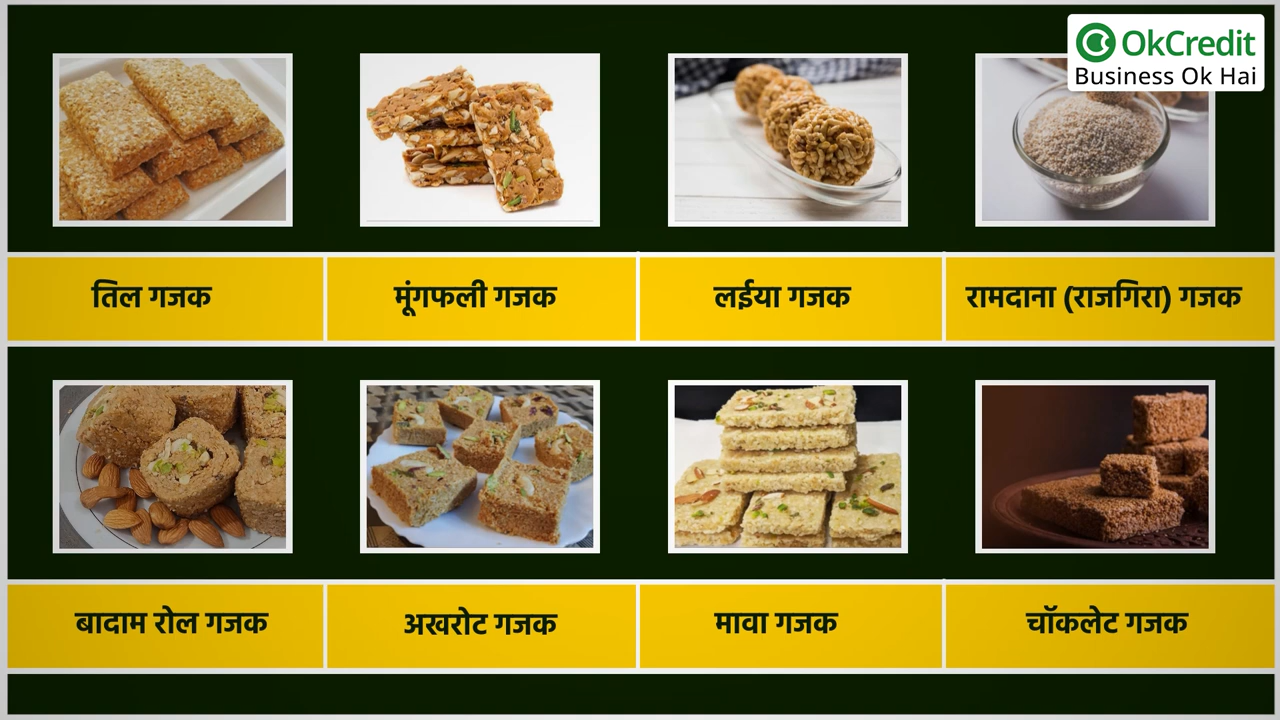 OkCredit
Business Ok Hai
तिल गजक
मूंगफली गजक
लईया गजक
रामदाना (राजगिरा) गजक
बादाम रोल गजक
अखरोट गजक
मावा गजक
चॉकलेट गजक